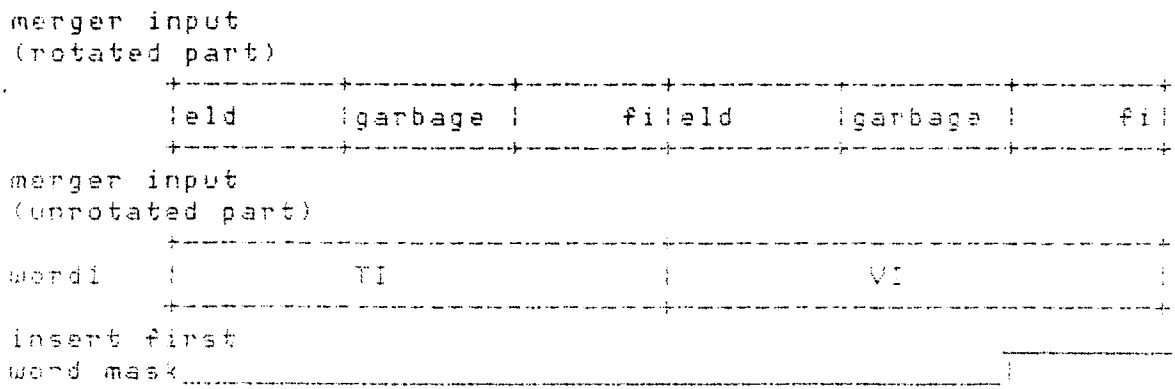 merger input
(rotated part)
eld garbage fi eld garbage fi
merger input
(unrotated part)
wordi TI VI
insert first
word mask